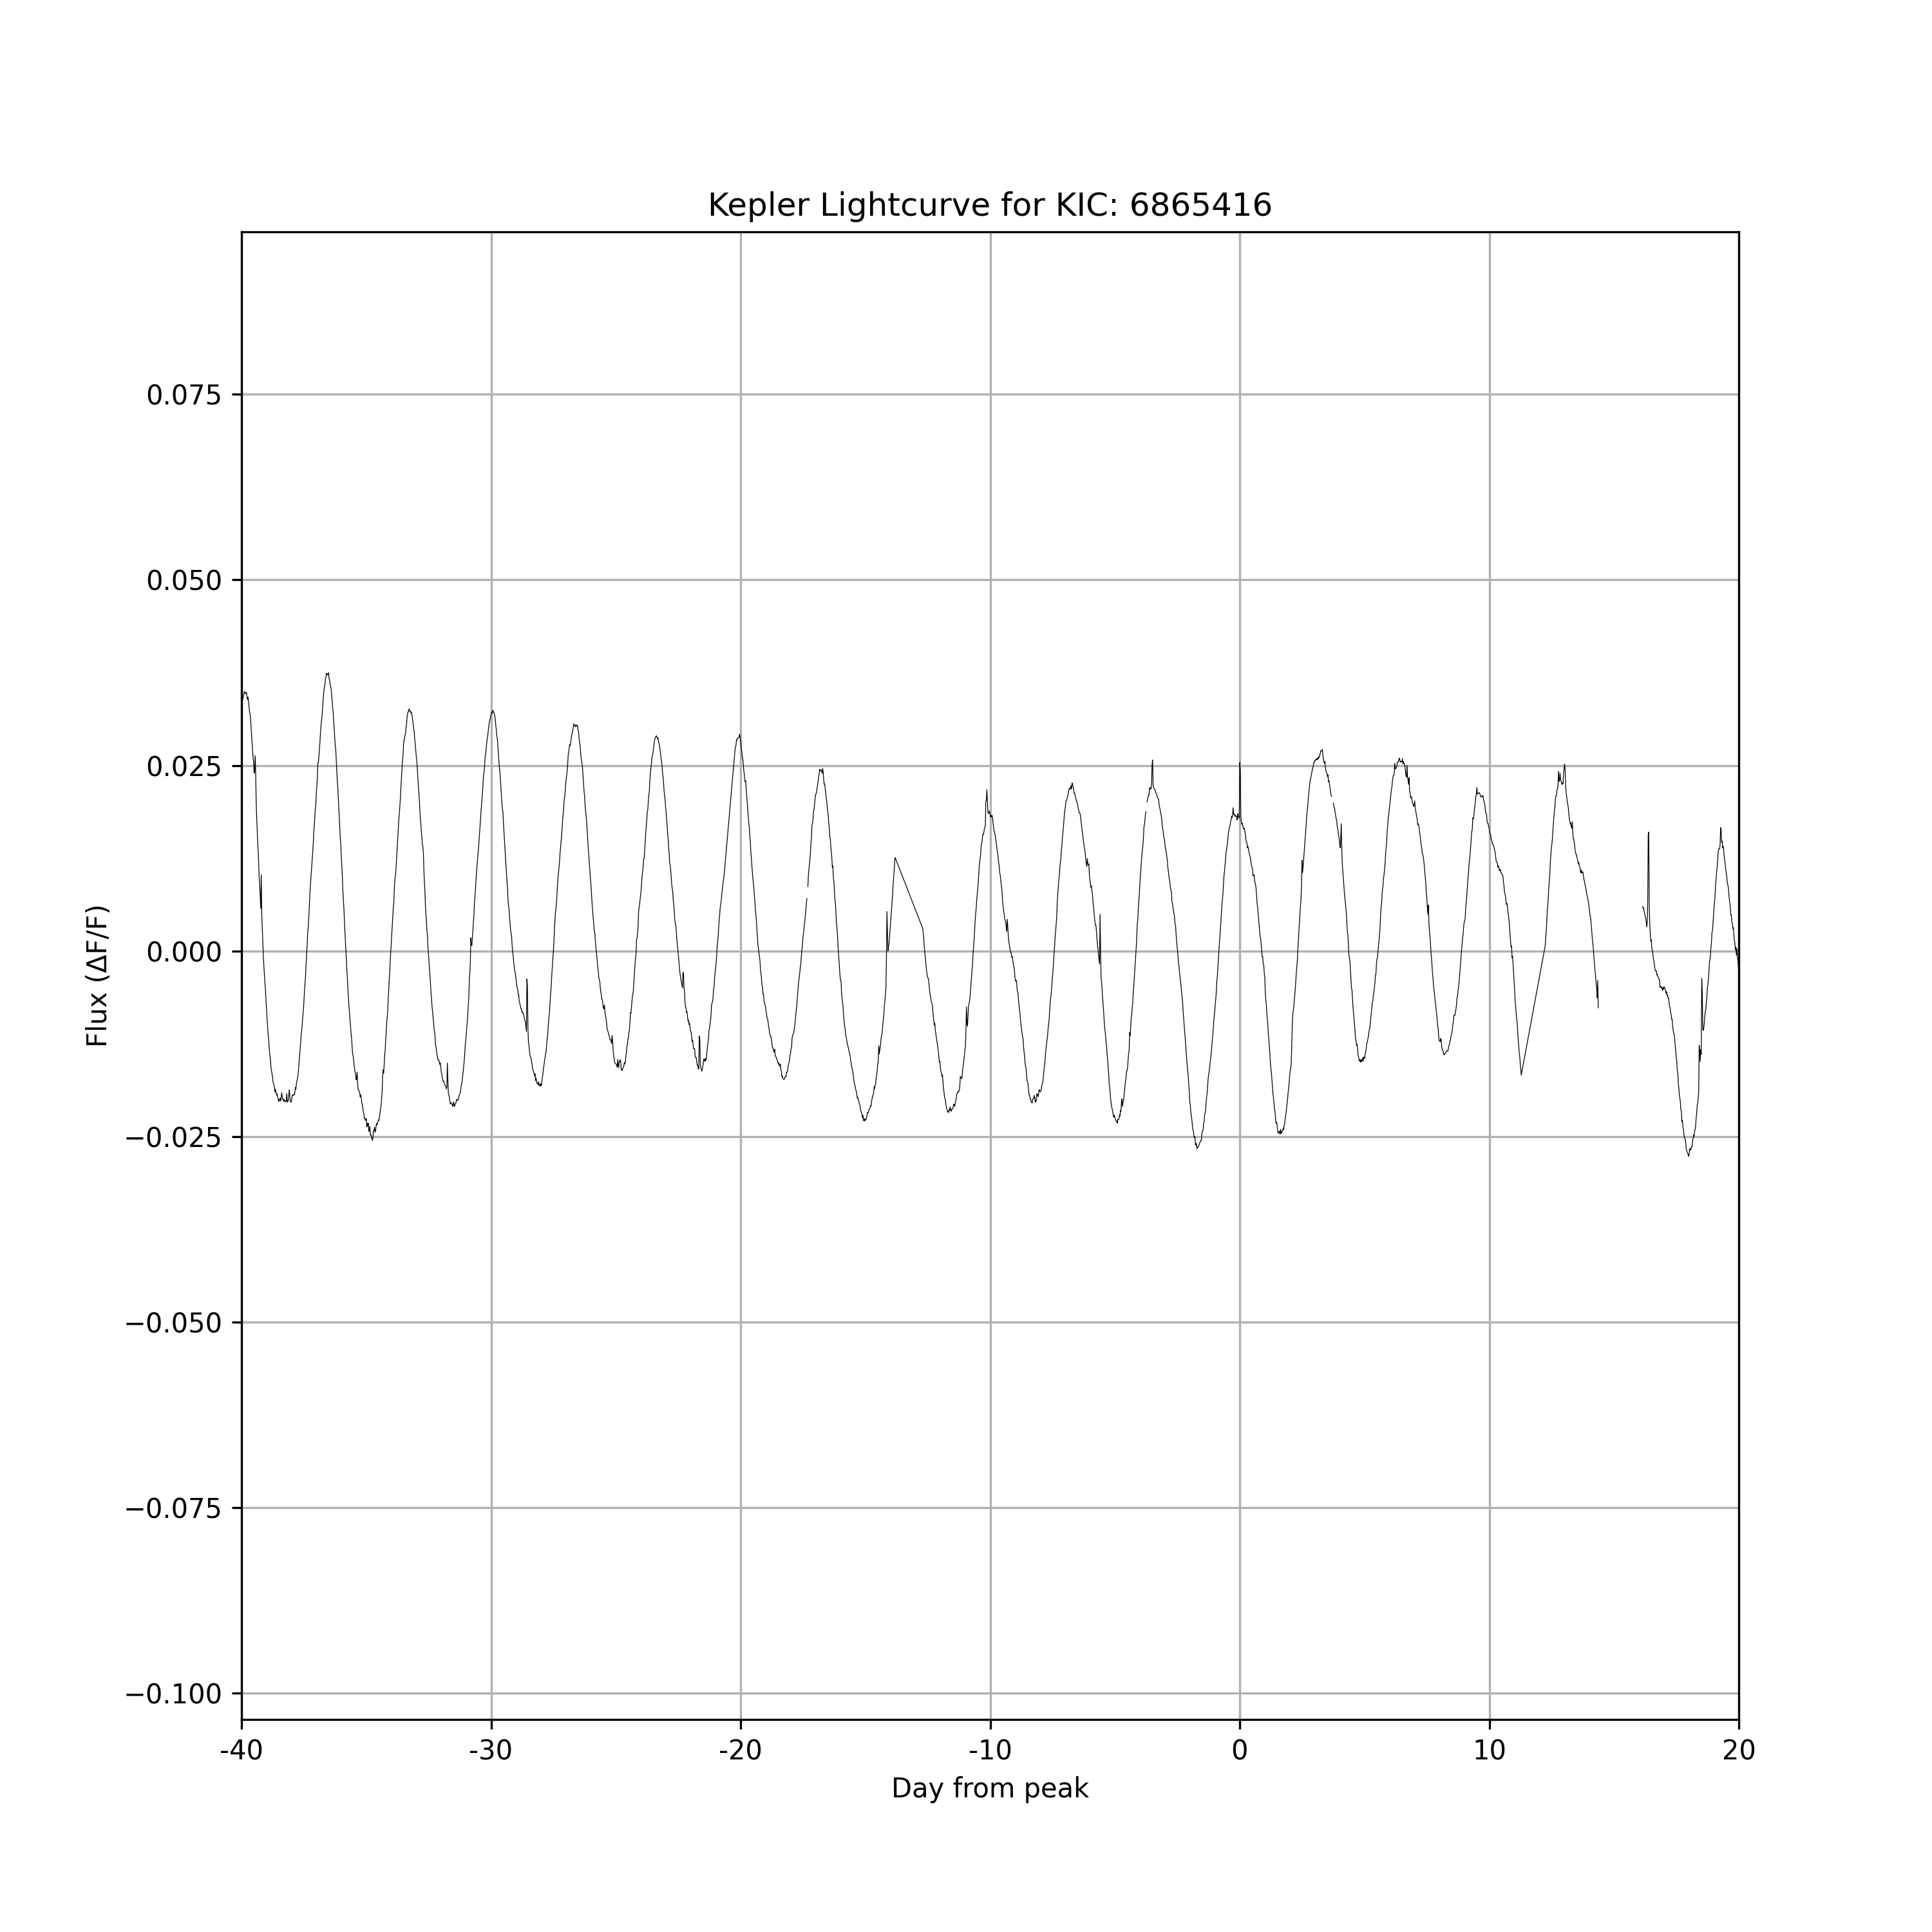 Kepler Lightcurve for KIC: 6865416
0.075
0.050
0.025
0.000
−0.025
−0.050
−0.075
−0.100
Flux (ΔF/F)
-40 -30 -20 -10 0 10 20
Day from peak